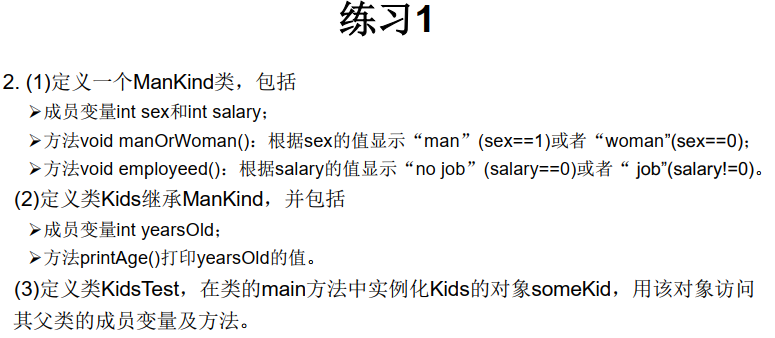 练习1
2. (1)定义一个ManKind类，包括
➢成员变量int sex和int salary；
➢方法void manOrWoman()：根据sex的值显示“man”(sex==1)或者“woman”(sex==0)；
➢方法void employeed()：根据salary的值显示“no job”(salary==0)或者“ job”(salary!=0)。
(2)定义类Kids继承ManKind，并包括
➢成员变量int yearsOld；
➢方法printAge()打印yearsOld的值。
(3)定义类KidsTest，在类的main方法中实例化Kids的对象someKid，用该对象访问
其父类的成员变量及方法。